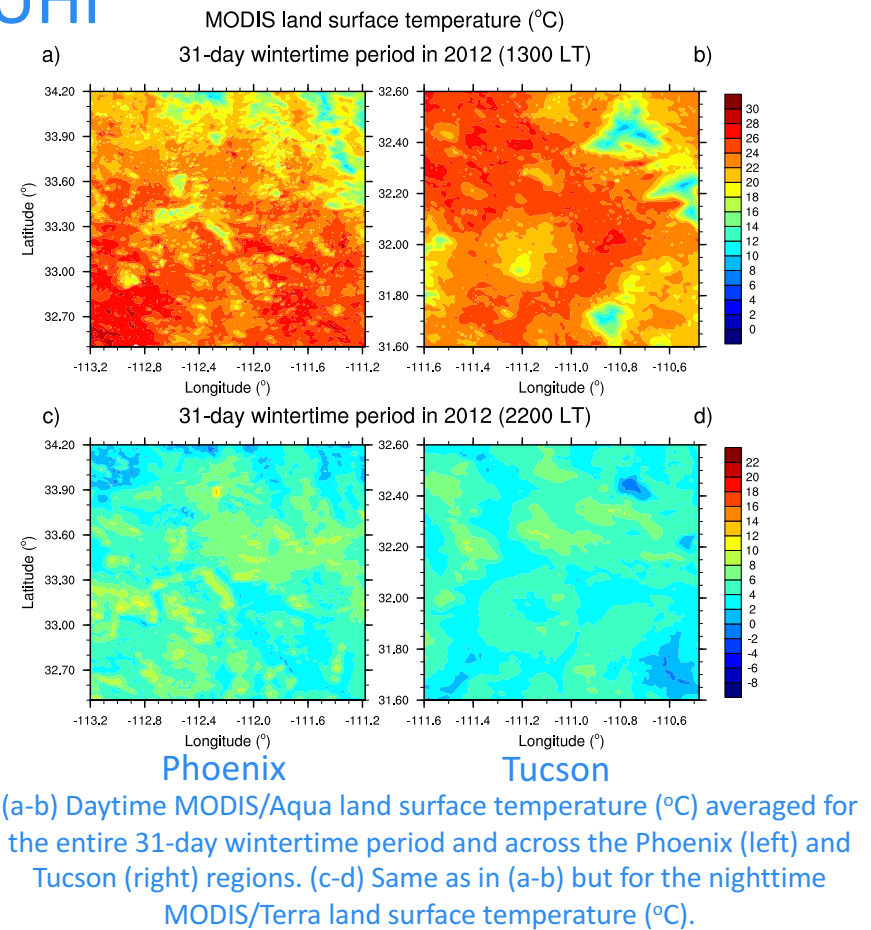 UHI
MODIS land surface temperature (°C)
a) 31-day wintertime period in 2012 (1300 LT) b)
34.20
33.90
33.60
33.30
33.00
32.70
Latitude (°)
-113.2 -112.8 -112.4 -112.0 -111.6 -111.2
Longitude (°)
32.60
32.40
32.20
32.00
31.80
31.60
-111.6 -111.4 -111.2 -111.0 -110.8 -110.6
Longitude (°)
30
28
26
24
22
20
18
16
14
12
10
8
6
4
2
0
c) 31-day wintertime period in 2012 (2200 LT) d)
34.20
33.90
33.60
33.30
33.00
32.70
Latitude (°)
-113.2 -112.8 -112.4 -112.0 -111.6 -111.2
Longitude (°)
32.60
32.40
32.20
32.00
31.80
31.60
-111.6 -111.4 -111.2 -111.0 -110.8 -110.6
Longitude (°)
22
20
18
16
14
12
10
8
6
4
2
0
-2
-4
-6
-8
Phoenix Tucson
(a-b) Daytime MODIS/Aqua land surface temperature (°C) averaged for
the entire 31-day wintertime period and across the Phoenix (left) and
Tucson (right) regions. (c-d) Same as in (a-b) but for the nighttime
MODIS/Terra land surface temperature (°C).